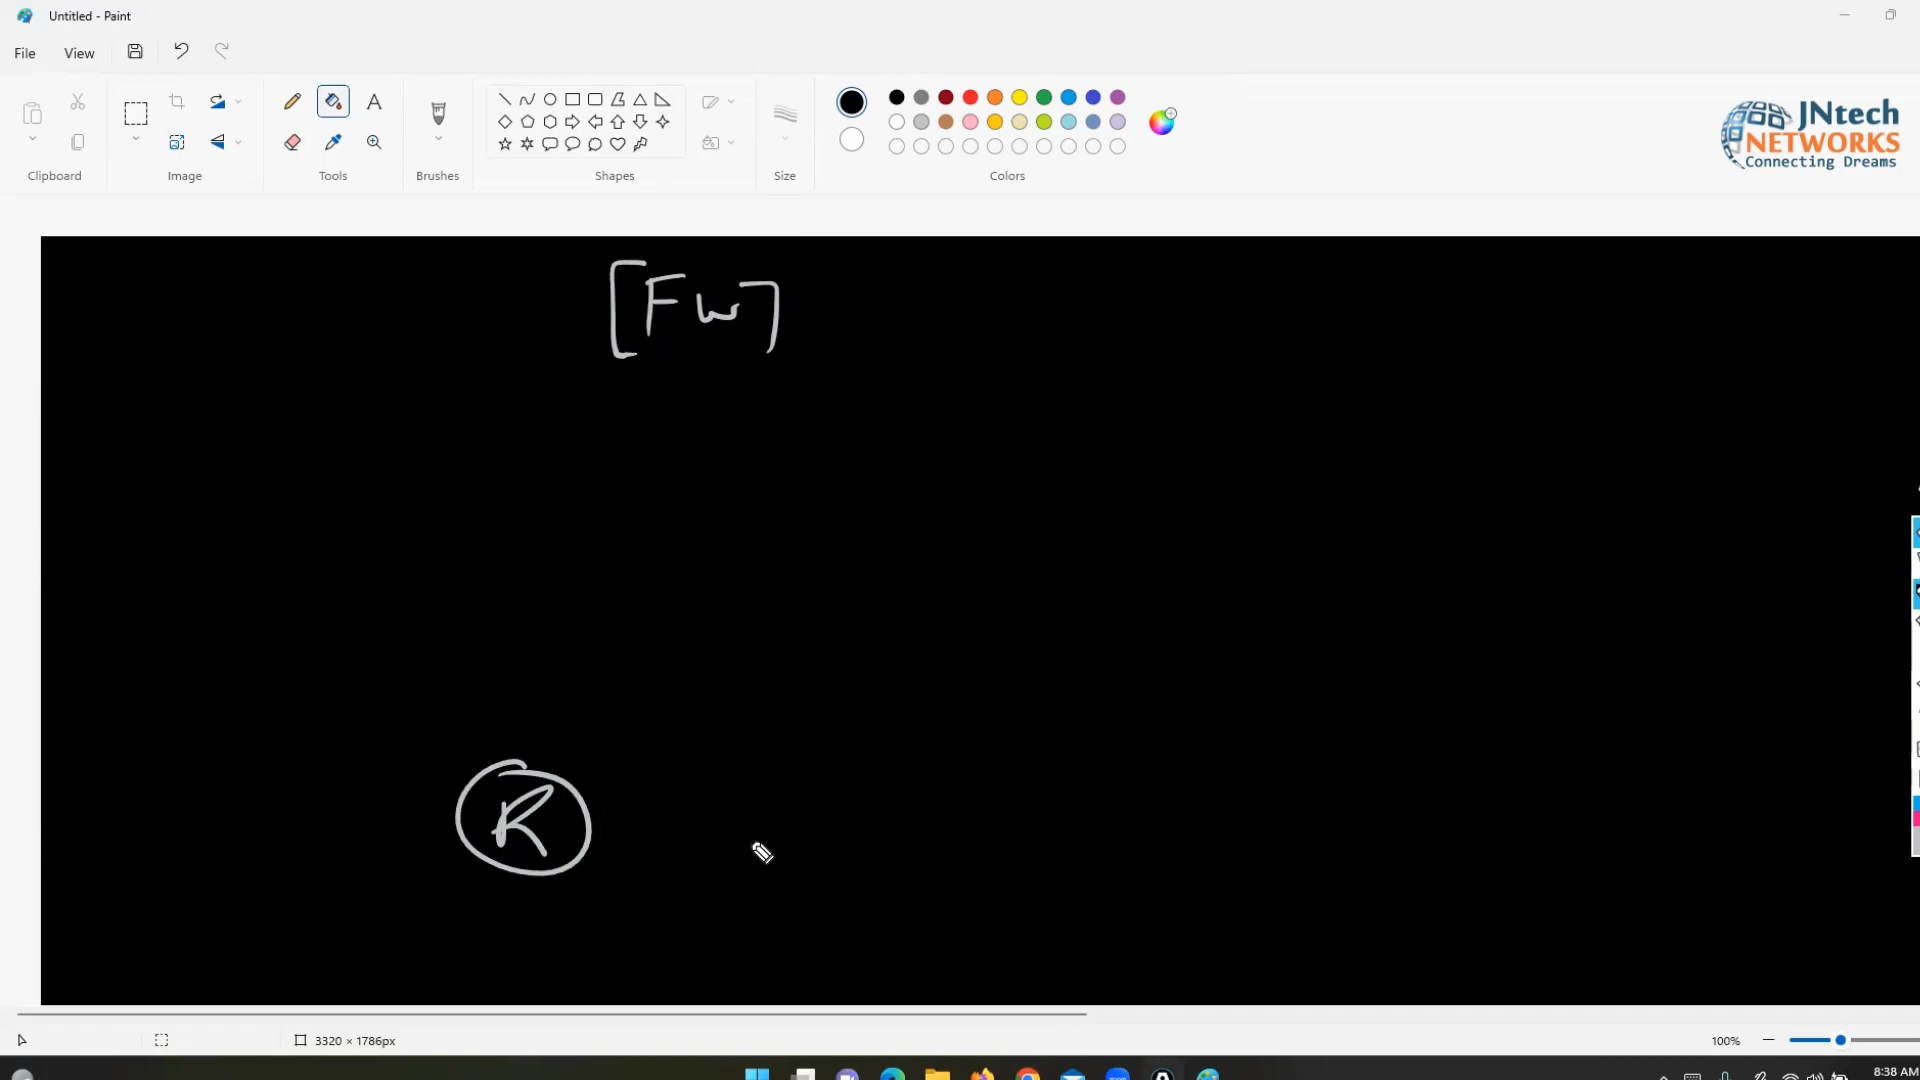 Untitled - Paint
File View
Clipboard
Image
Tools
Brushes
Shapes
Size
Colors
JNtech
NETWORKS
Connecting Dreams
[Fw]
R
3320 × 1786px
100%
8:38 AM